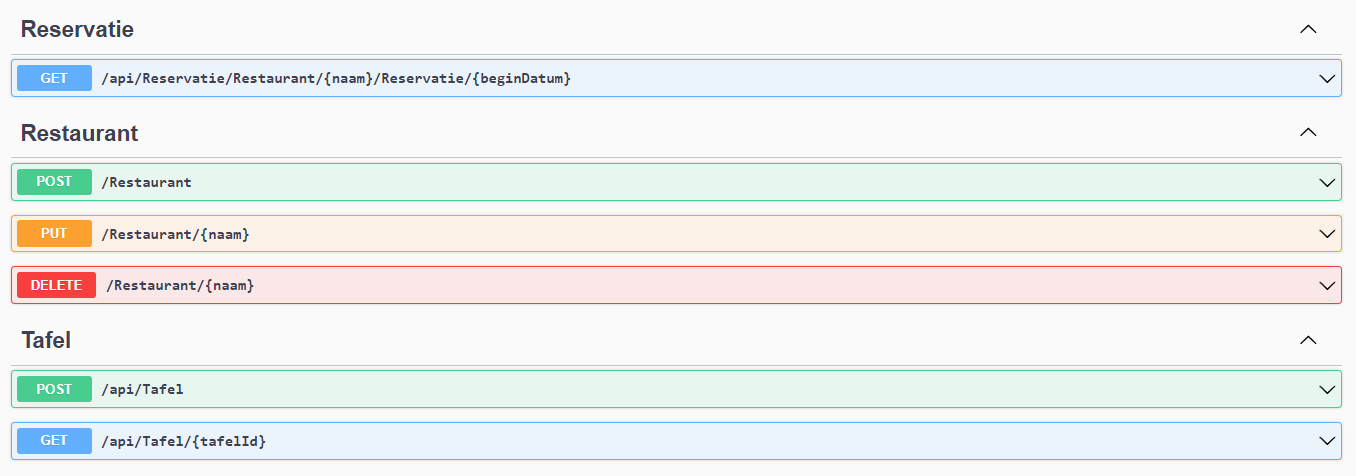 Reservatie
GET /api/Reservatie/Restaurant/{naam}/Reservatie/{beginDatum}
Restaurant
POST /Restaurant
PUT /Restaurant/{naam}
DELETE /Restaurant/{naam}
Tafel
POST /api/Tafel
GET /api/Tafel/{tafelId}